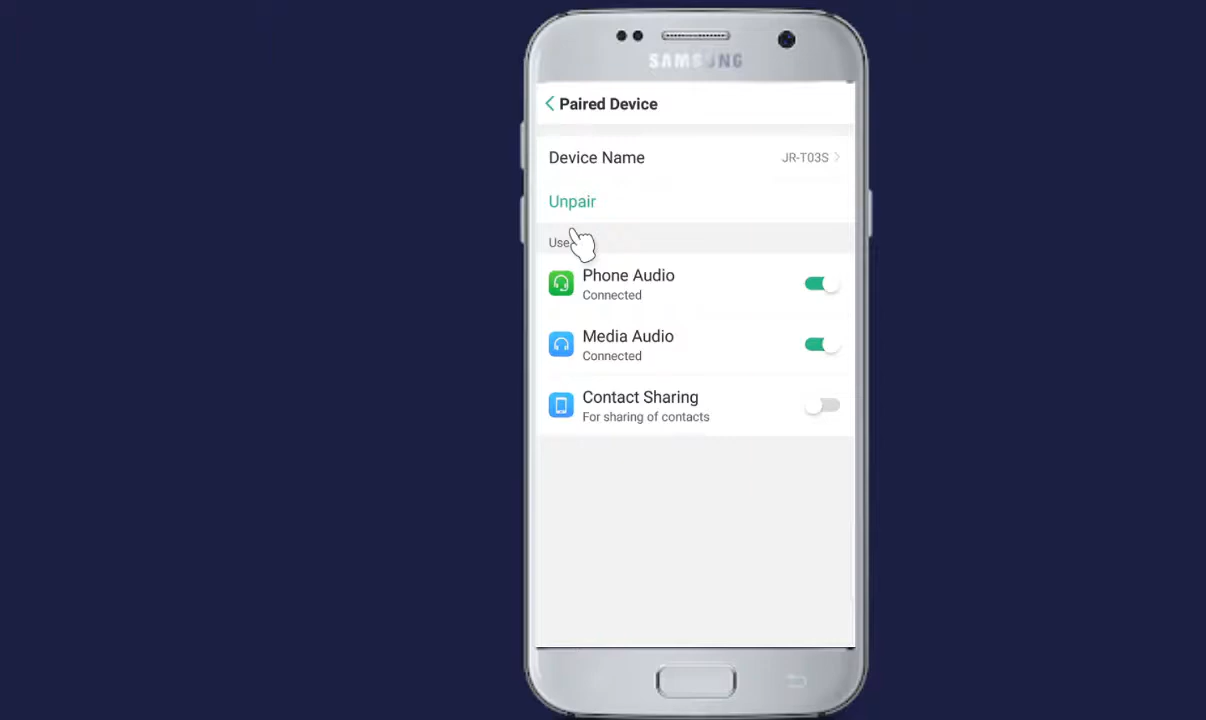 SAMSUNG
Paired Device
Device Name
JR-T03S
Unpair
Use
Phone Audio
Connected
Media Audio
Connected
Contact Sharing
For sharing of contacts